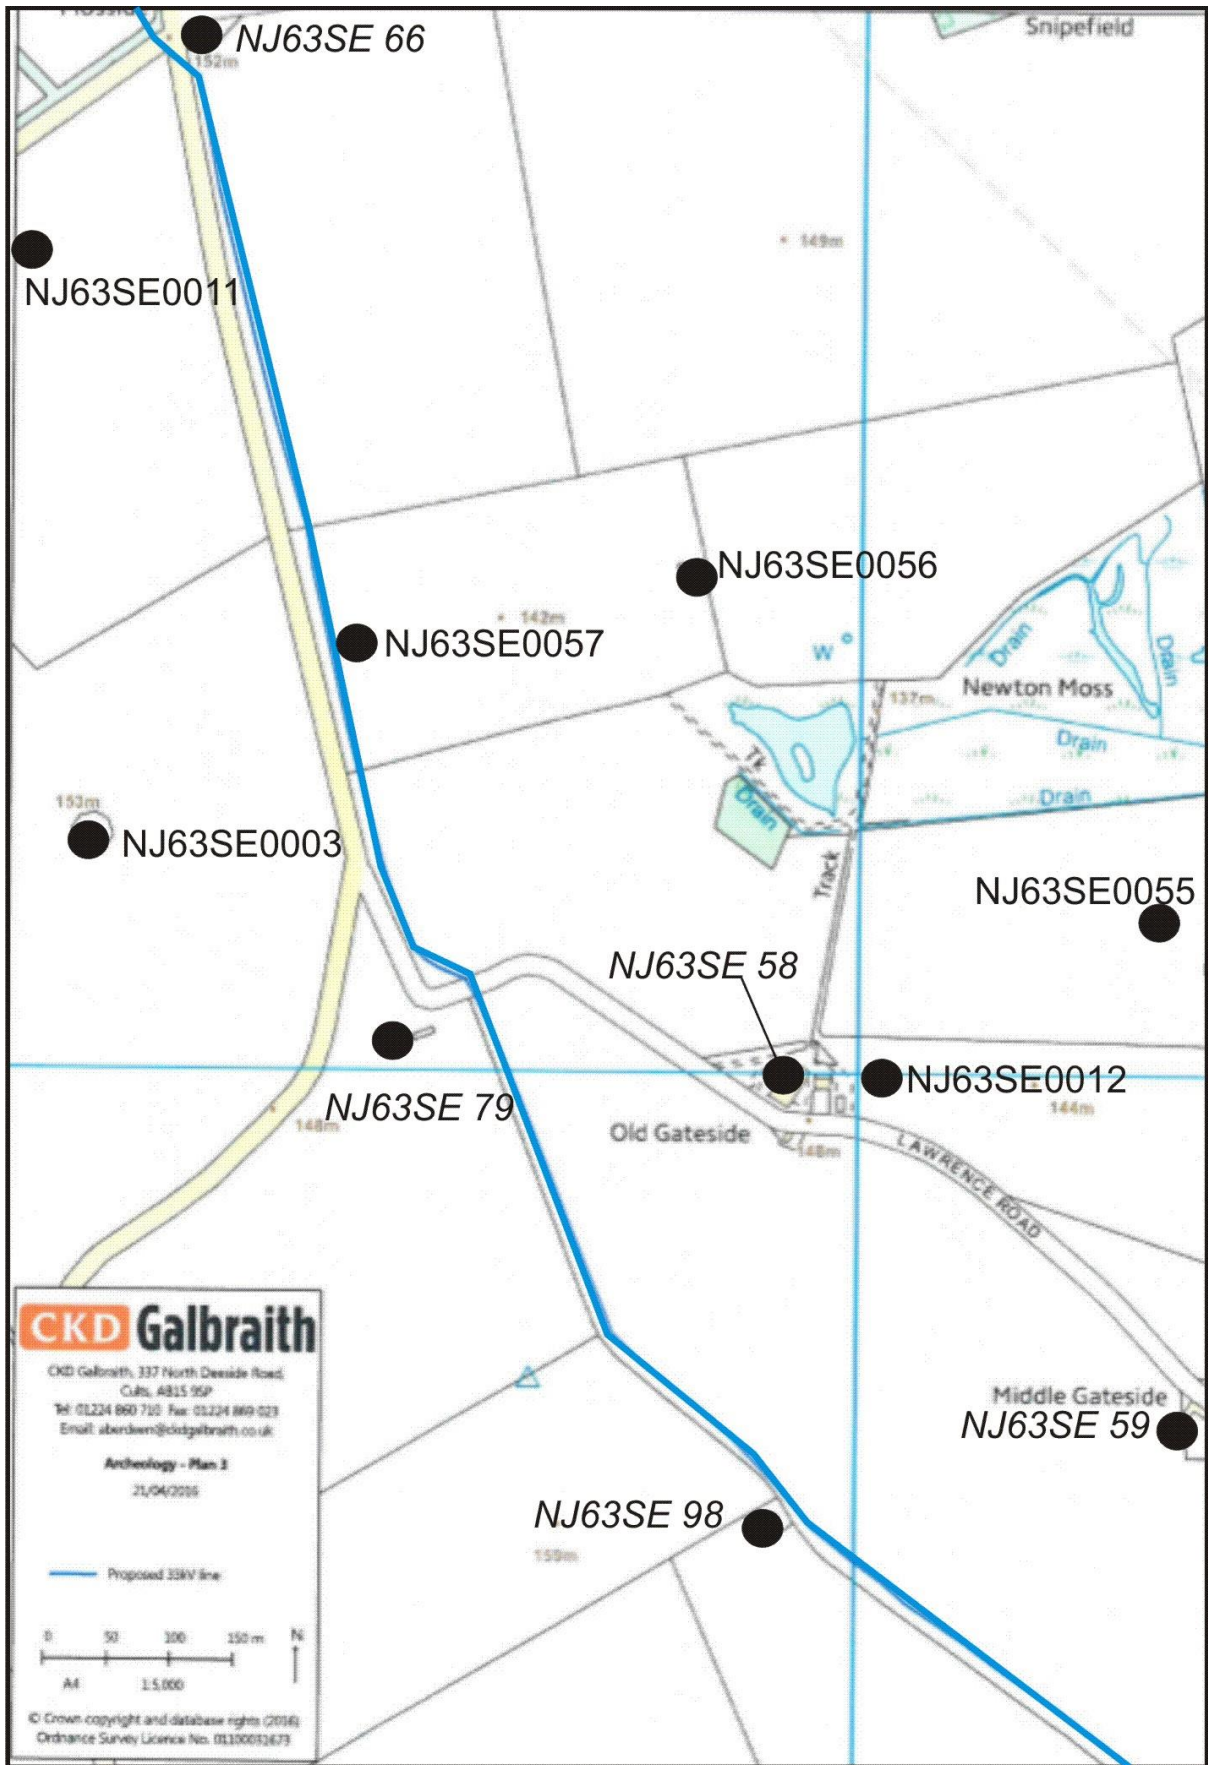 Snipefield
NJ63SE 66
152m
149m
NJ63SE0011
NJ63SE0056
142m
NJ63SE0057
W
Drain
Drain
Newton Moss
137m
Drain
Tk
Drain
Drain
153m
NJ63SE0003
Track
NJ63SE0055
NJ63SE 58
NJ63SE0012
NJ63SE 79
148m
144m
Old Gateside
148m
LAWRENCE ROAD
CKD Galbraith
CKD Galbraith, 337 North Deeside Road,
Cults, AB15 9SP
Tel: 01224 860 710 Fax: 01224 869 023
Email: aberdeen@ckdgalbraith.co.uk
Archeology - Plan 3
21/04/2016
Middle Gateside
NJ63SE 59
NJ63SE 98
Proposed 33kV line
0 50 100 150 m N
A4 1:5,000
© Crown copyright and database rights (2016)
Ordnance Survey Licence No. 01100031673